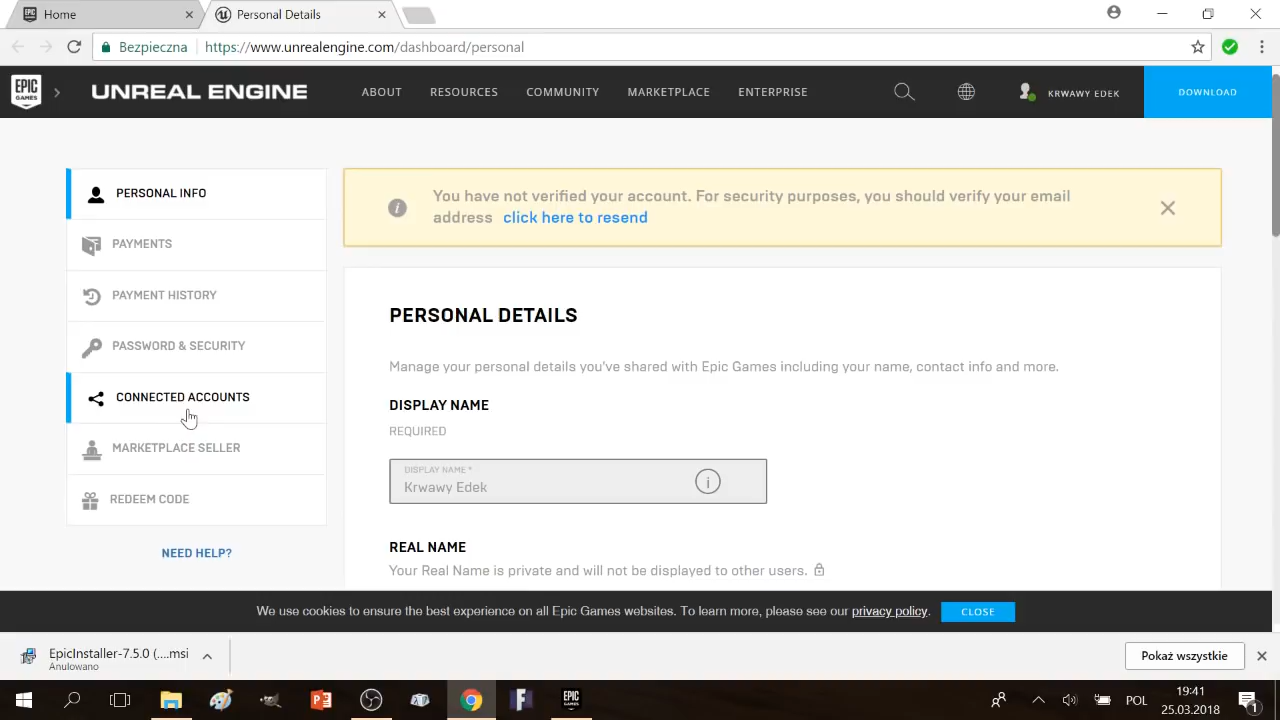 Home
Personal Details
Bezpieczna
https://www.unrealengine.com/dashboard/personal
EPIC GAMES
UNREAL ENGINE
ABOUT
RESOURCES
COMMUNITY
MARKETPLACE
ENTERPRISE
KRWAWY EDEK
DOWNLOAD
PERSONAL INFO
PAYMENTS
PAYMENT HISTORY
PASSWORD & SECURITY
CONNECTED ACCOUNTS
MARKETPLACE SELLER
REDEEM CODE
NEED HELP?
You have not verified your account. For security purposes, you should verify your email
address click here to resend
PERSONAL DETAILS
Manage your personal details you've shared with Epic Games including your name, contact info and more.
DISPLAY NAME
REQUIRED
DISPLAY NAME *
Krwawy Edek
REAL NAME
Your Real Name is private and will not be displayed to other users.
We use cookies to ensure the best experience on all Epic Games websites. To learn more, please see our privacy policy.
CLOSE
EpicInstaller-7.5.0 (....msi
Anulowano
Pokaż wszystkie
EPIC GAMES
POL
19:41
25.03.2018
1